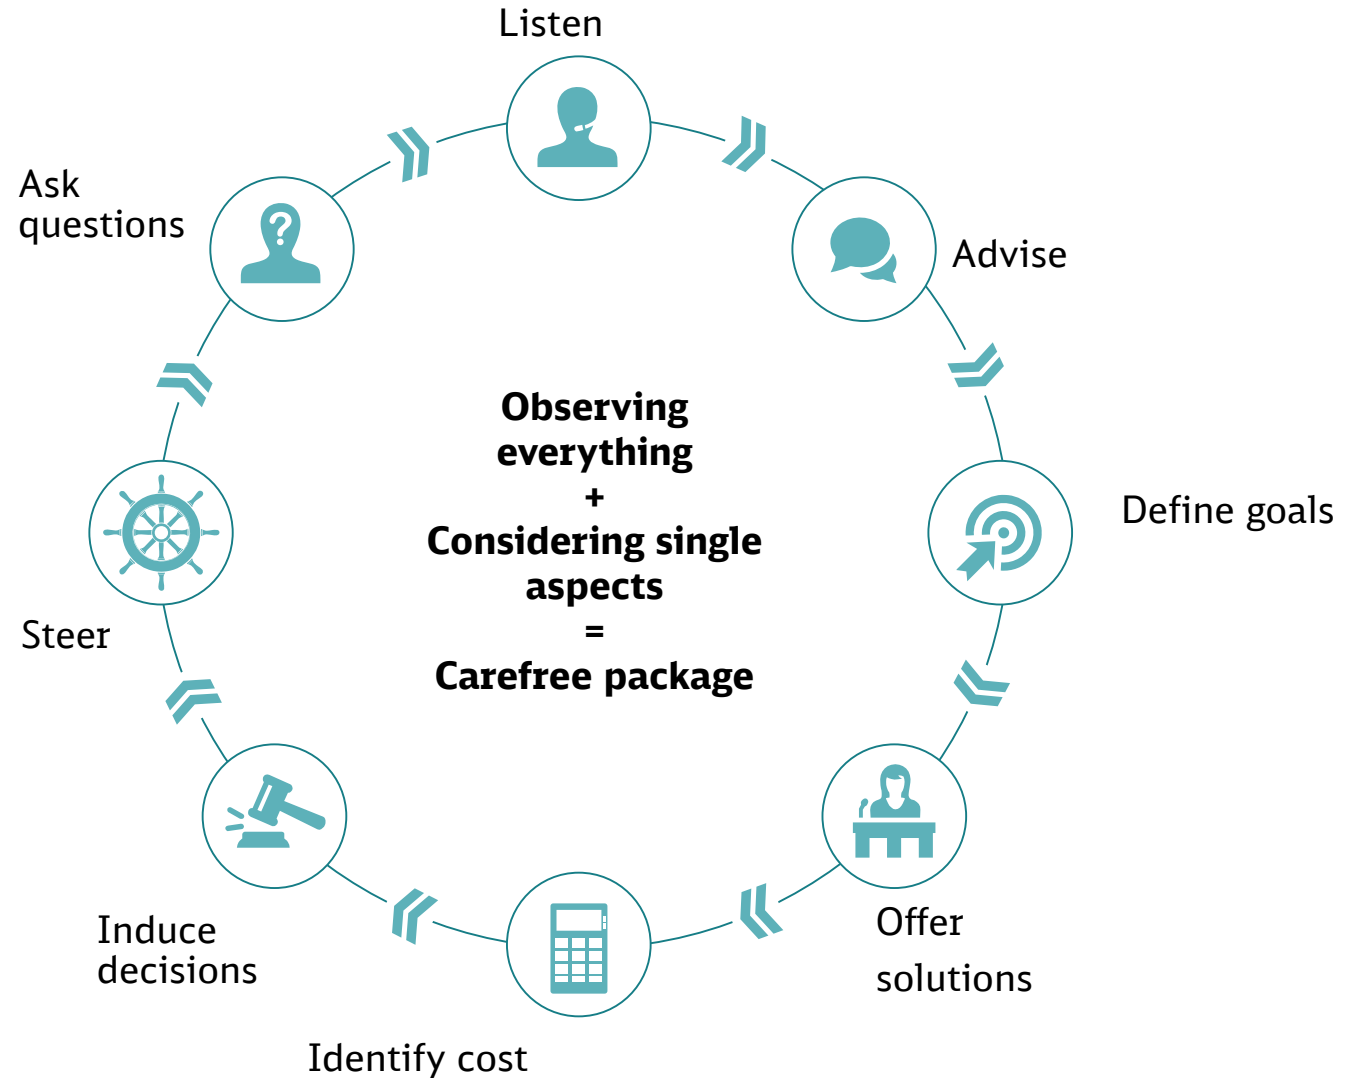 Listen
Advise
Define goals
Offer
solutions
Identify cost
Induce
decisions
Steer
Ask
questions
?
Observing
everything
+
Considering single
aspects
=
Carefree package